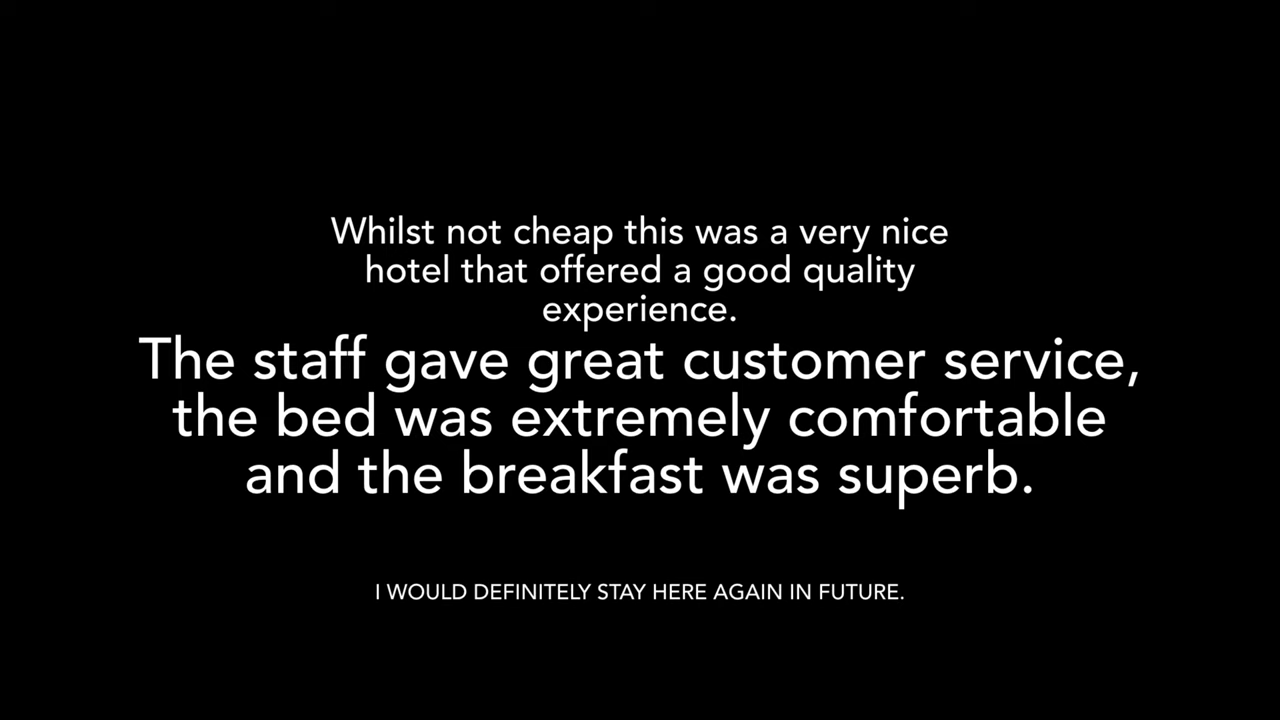 Whilst not cheap this was a very nice
hotel that offered a good quality
experience.
The staff gave great customer service,
the bed was extremely comfortable
and the breakfast was superb.
I WOULD DEFINITELY STAY HERE AGAIN IN FUTURE.